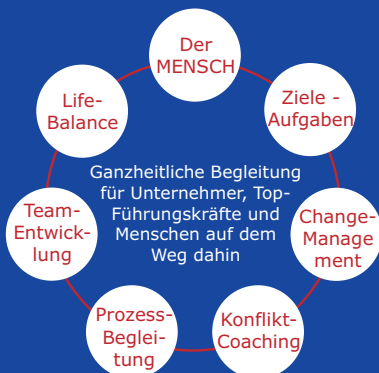 Der
MENSCH
Ziele -
Aufgaben
Change-
Manage
ment
Konflikt-
Coaching
Prozess-
Beglei-
tung
Team-
Entwick-
lung
Life-
Balance
Ganzheitliche Begleitung
für Unternehmer, Top-
Führungskräfte und
Menschen auf dem
Weg dahin